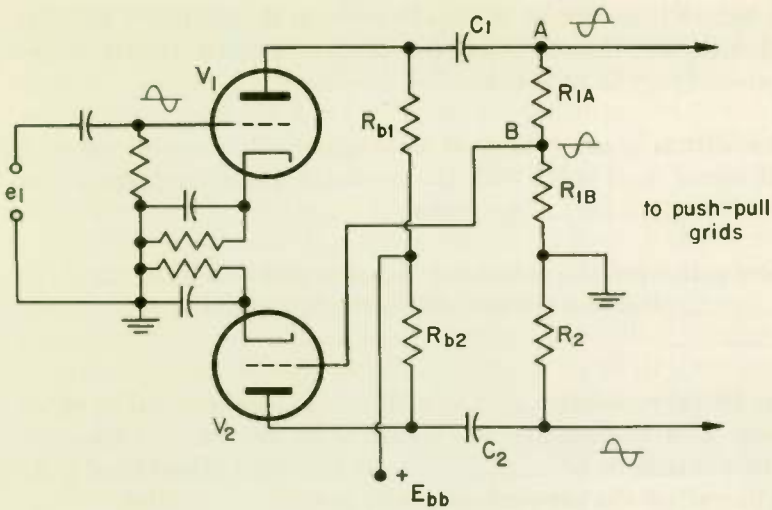 C1
A
V1
Rb1
R1A
B
R1B
e1
to push-pull
grids
Rb2
R2
V2
C2
+
Ebb